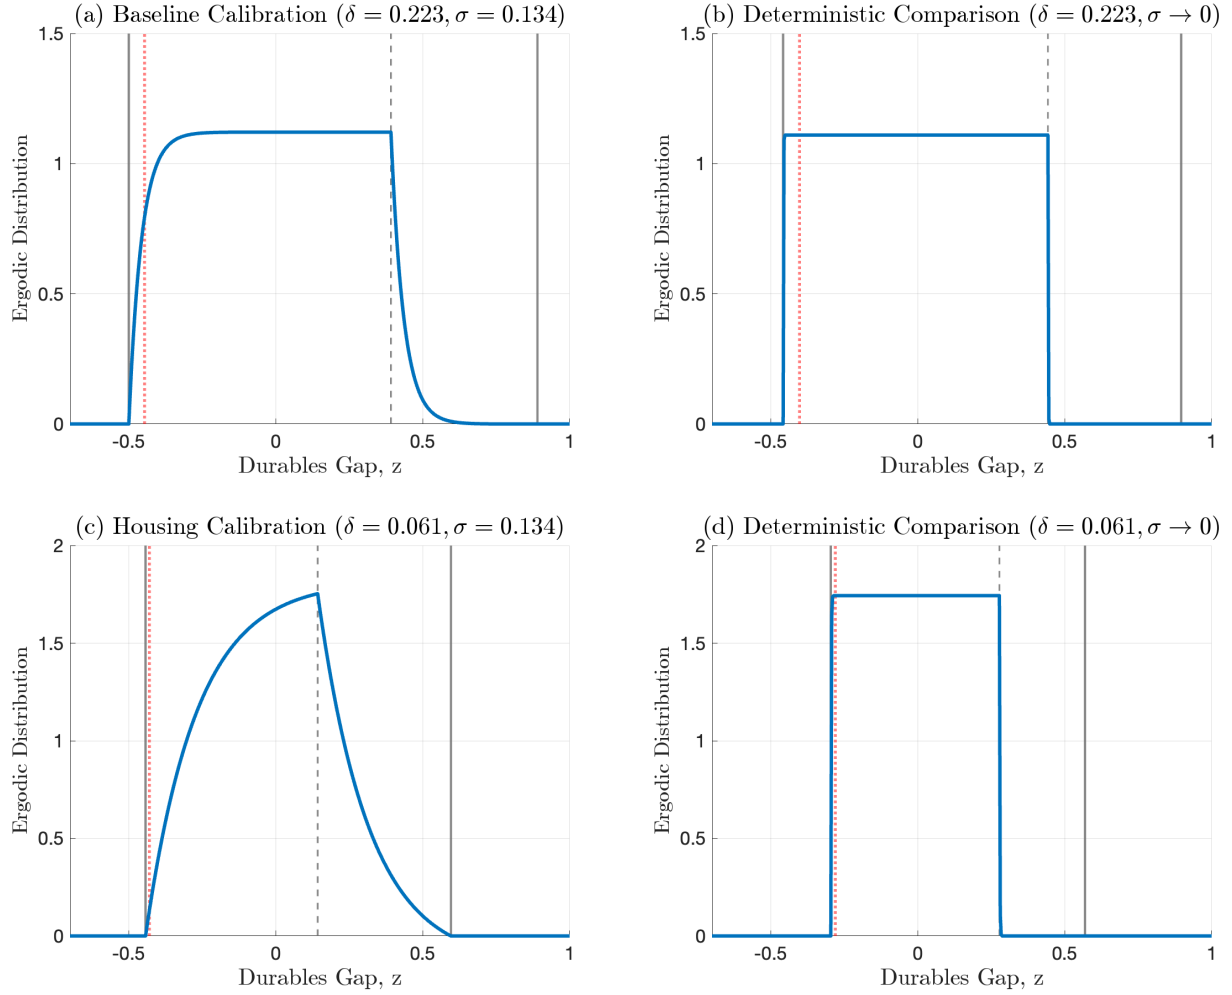 (a) Baseline Calibration (δ = 0.223, σ = 0.134)
1.5
1
0.5
0
Ergodic Distribution
-0.5 0 0.5 1
Durables Gap, z
(b) Deterministic Comparison (δ = 0.223, σ → 0)
1.5
1
0.5
0
Ergodic Distribution
-0.5 0 0.5 1
Durables Gap, z
(c) Housing Calibration (δ = 0.061, σ = 0.134)
2
1.5
1
0.5
0
Ergodic Distribution
-0.5 0 0.5 1
Durables Gap, z
(d) Deterministic Comparison (δ = 0.061, σ → 0)
2
1.5
1
0.5
0
Ergodic Distribution
-0.5 0 0.5 1
Durables Gap, z